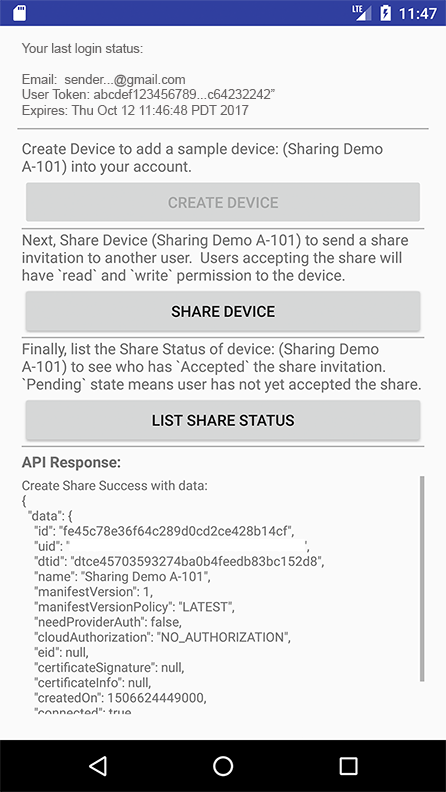 LTE 11:47
Your last login status:
Email:  sender...@gmail.com
User Token: abcdef123456789...c64232242”
Expires: Thu Oct 12 11:46:48 PDT 2017
Create Device to add a sample device: (Sharing Demo
A-101) into your account.
CREATE DEVICE
Next, Share Device (Sharing Demo A-101) to send a share
invitation to another user.  Users accepting the share will
have `read` and `write` permission to the device.
SHARE DEVICE
Finally, list the Share Status of device: (Sharing Demo
A-101) to see who has `Accepted` the share invitation.
`Pending` state means user has not yet accepted the share.
LIST SHARE STATUS
API Response:
Create Share Success with data:
{
"data": {
"id": "fe45c78e36f64c289d0cd2ce428b14cf",
"uid": "                    ',
"dtid": "dtce45703593274ba0b4feedb83bc152d8",
"name": "Sharing Demo A-101",
"manifestVersion": 1,
"manifestVersionPolicy": "LATEST",
"needProviderAuth": false,
"cloudAuthorization": "NO_AUTHORIZATION",
"eid": null,
"certificateSignature": null,
"certificateInfo": null,
"createdOn": 1506624449000,
"connected": true